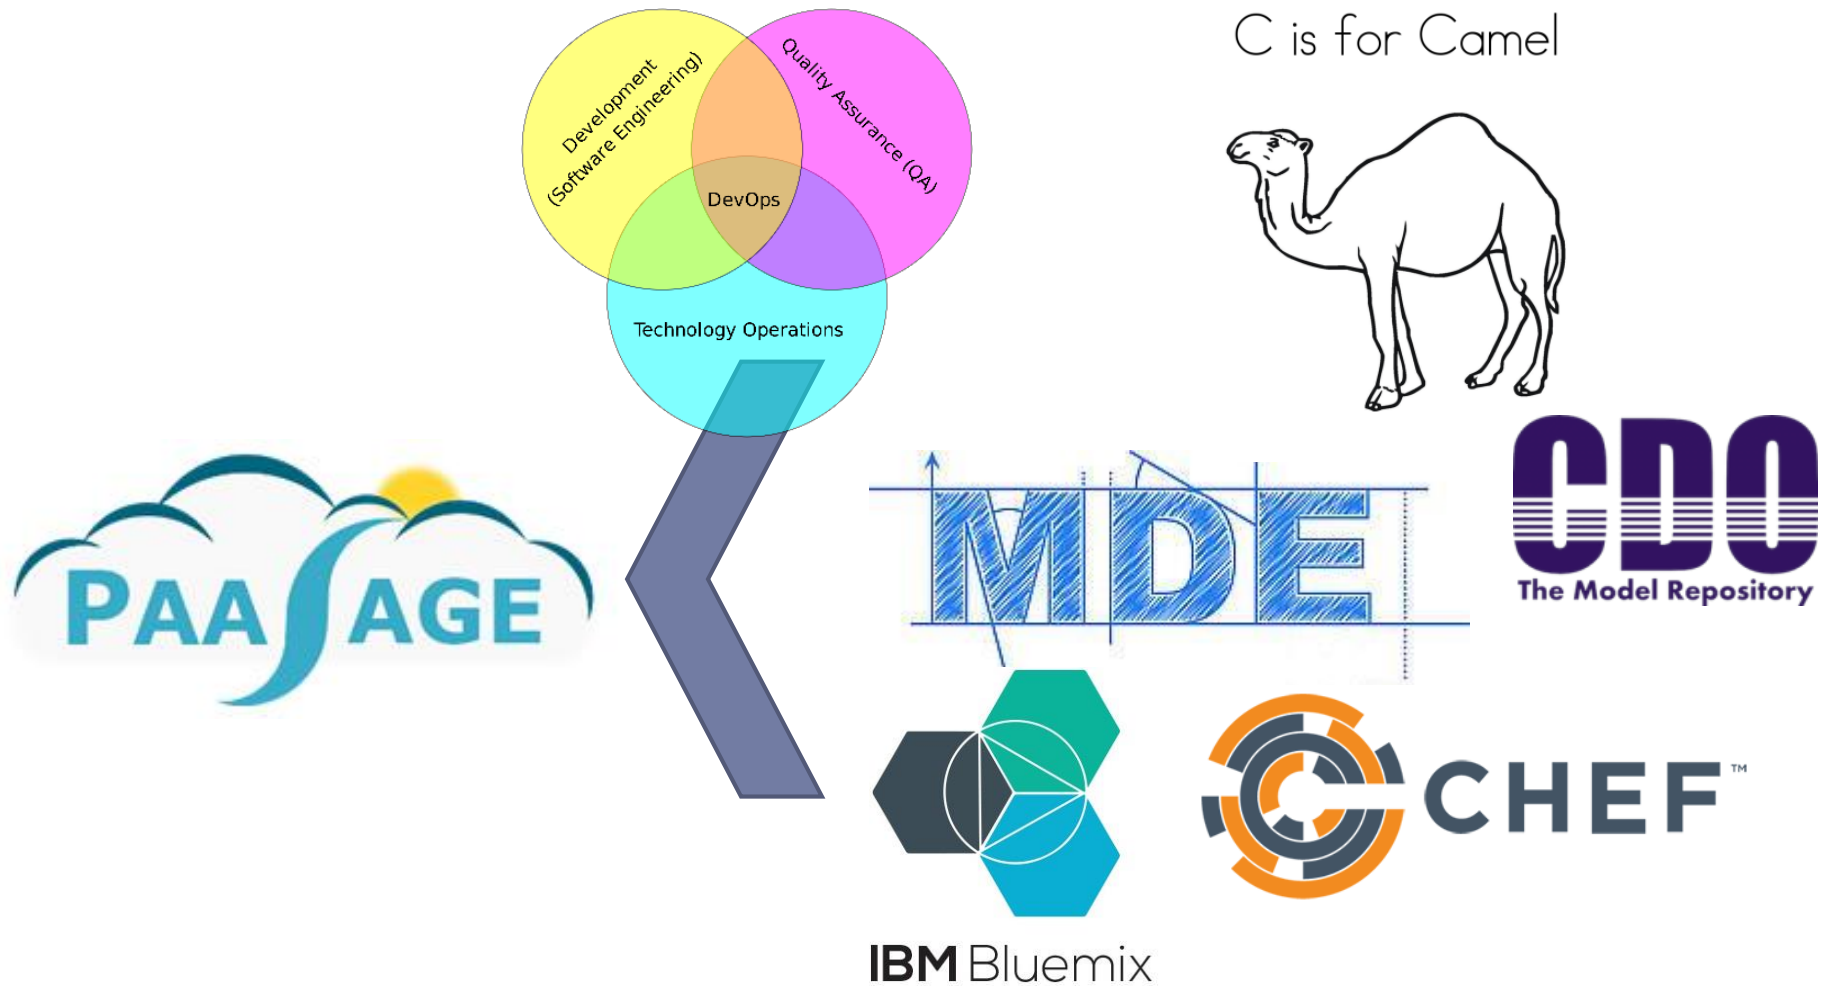 C is for Camel
Development
(Software Engineering)
Quality Assurance (QA)
DevOps
Technology Operations
PAASAGE
MDE
CDO
The Model Repository
CHEF™
IBM Bluemix